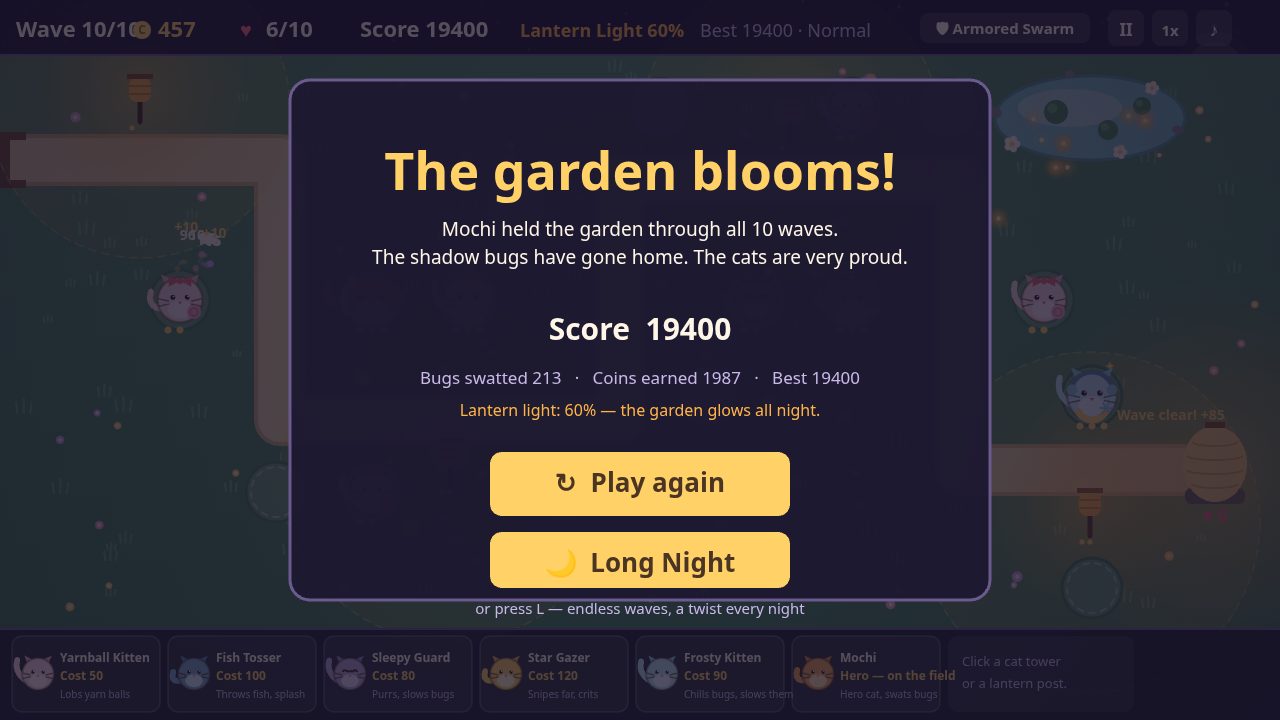 Wave 10/10 C 457 ♥ 6/10 Score 19400 Lantern Light 60% Best 19400 · Normal 🛡 Armored Swarm II 1x ♪
The garden blooms!
Mochi held the garden through all 10 waves.
The shadow bugs have gone home. The cats are very proud.
+10
Score 19400
Bugs swatted 213 · Coins earned 1987 · Best 19400
Lantern light: 60% — the garden glows all night.
Wave clear! +85
↻ Play again
🌙 Long Night
or press L — endless waves, a twist every night
Yarnball Kitten
Cost 50
Lobs yarn balls
Fish Tosser
Cost 100
Throws fish, splash
Sleepy Guard
Cost 80
Purrs, slows bugs
Star Gazer
Cost 120
Snipes far, crits
Frosty Kitten
Cost 90
Chills bugs, slows them
Mochi
Hero — on the field
Hero cat, swats bugs
Click a cat tower
or a lantern post.